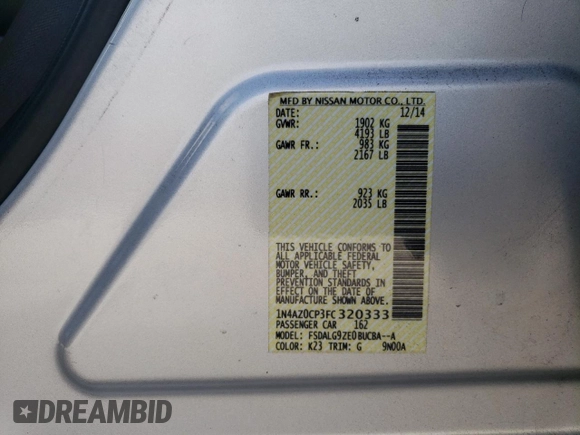 MFD BY NISSAN MOTOR CO., LTD.
DATE: 12/14
GVWR: 1902 KG
4193 LB
GAWR FR.: 983 KG
2167 LB
GAWR RR.: 923 KG
2035 LB
THIS VEHICLE CONFORMS TO
ALL APPLICABLE FEDERAL
MOTOR VEHICLE SAFETY,
BUMPER, AND THEFT
PREVENTION STANDARDS IN
EFFECT ON THE DATE OF
MANUFACTURE SHOWN ABOVE.
1N4AZ0CP3FC320333
PASSENGER CAR 162
MODEL: FSDALG9ZE0BUCBA--A
COLOR: K23 TRIM: G 9N00A
DREAMBID
.com